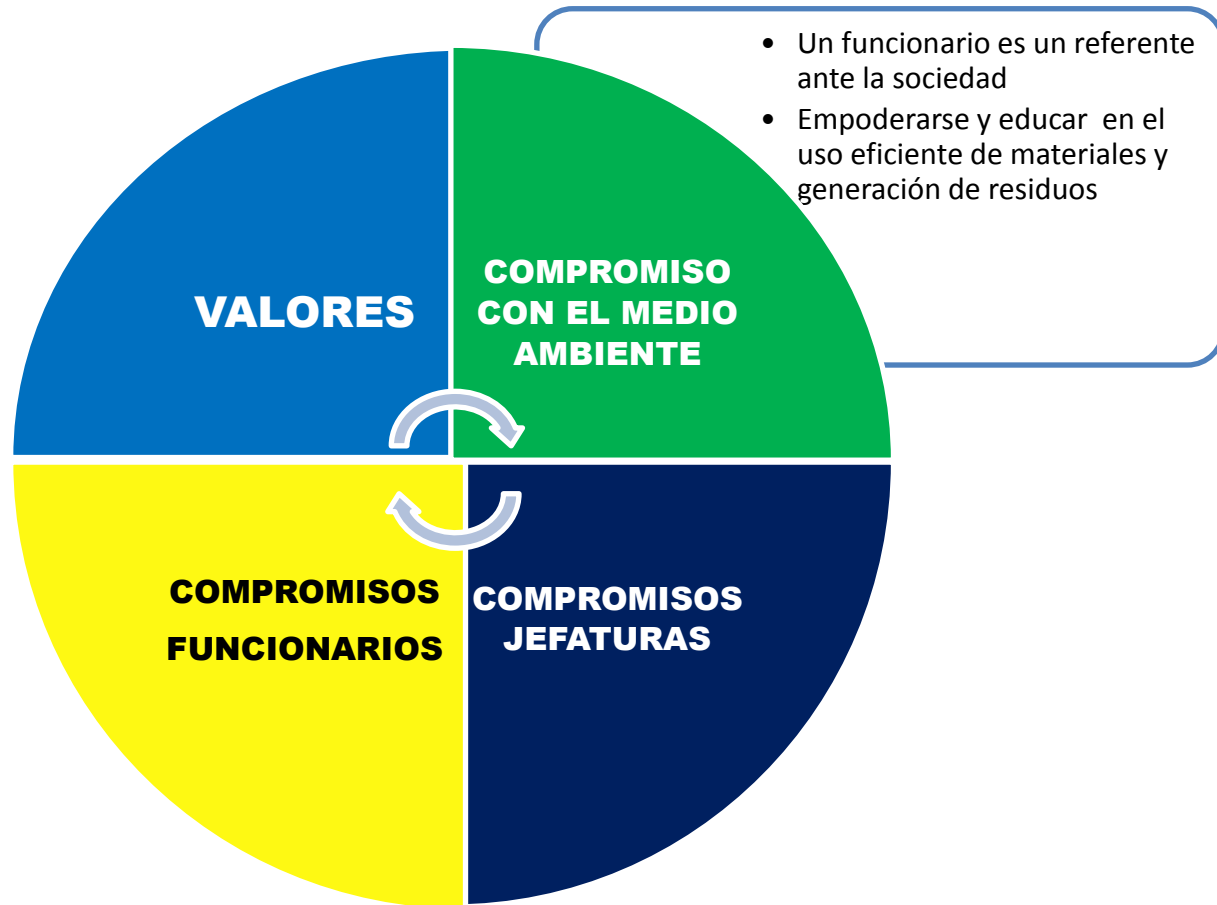 • Un funcionario es un referente
ante la sociedad
• Empoderarse y educar en el
uso eficiente de materiales y
generación de residuos
VALORES
COMPROMISO
CON EL MEDIO
AMBIENTE
COMPROMISOS
FUNCIONARIOS
COMPROMISOS
JEFATURAS